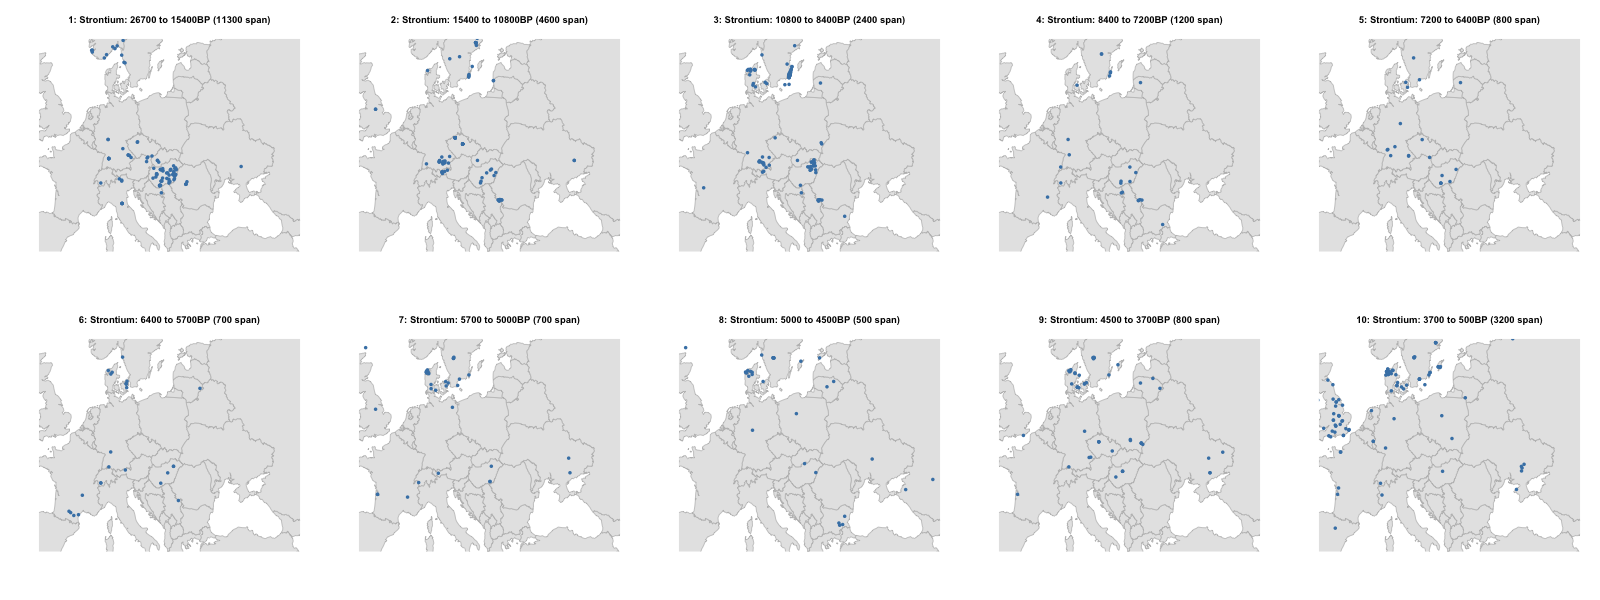 1: Strontium: 26700 to 15400BP (11300 span)
2: Strontium: 15400 to 10800BP (4600 span)
3: Strontium: 10800 to 8400BP (2400 span)
4: Strontium: 8400 to 7200BP (1200 span)
5: Strontium: 7200 to 6400BP (800 span)
6: Strontium: 6400 to 5700BP (700 span)
7: Strontium: 5700 to 5000BP (700 span)
8: Strontium: 5000 to 4500BP (500 span)
9: Strontium: 4500 to 3700BP (800 span)
10: Strontium: 3700 to 500BP (3200 span)